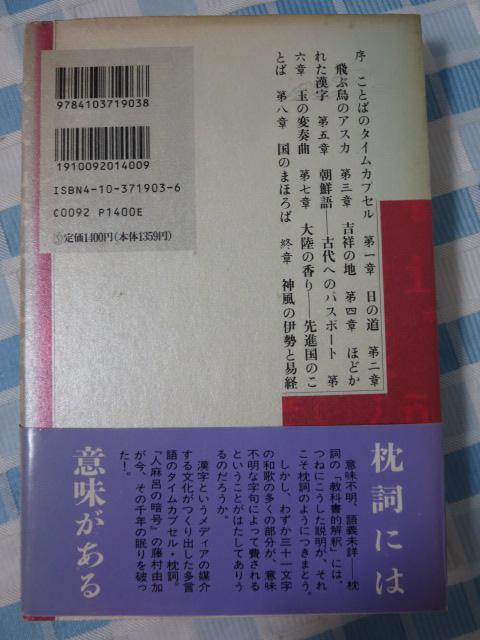 序 ことばのタイムカプセル 第一章 日の道 第二章
飛ぶ鳥のアスカ 第三章 吉祥の地 第四章 ほどか
れた漢字 第五章 朝鮮語——古代へのパスポート 第
六章 玉の変奏曲 第七章 大陸の香り——先進国のこ
とば 第八章 国のまほろば 終章 神風の伊勢と易経
9784103719038
1910092014009
ISBN4-10-371903-6
C0092 P1400E
定価1400円(本体1359円)
枕詞には
意味がある
意味不明、語義未詳——枕
詞の「教科書的解釈」には、
つねにこうした説明が、それ
こそ枕詞のようにつきまとう。
しかし、わずか三十一文字
の和歌の多くの部分が、意味
不明な字句によって費される
ということがはたしてありう
るのだろうか。
漢字というメディアの媒介
する文化がつくり出した多言
語のタイムカプセル・枕詞。
『人麻呂の暗号』の藤村由加
が今、その千年の眠りを破っ
た!。